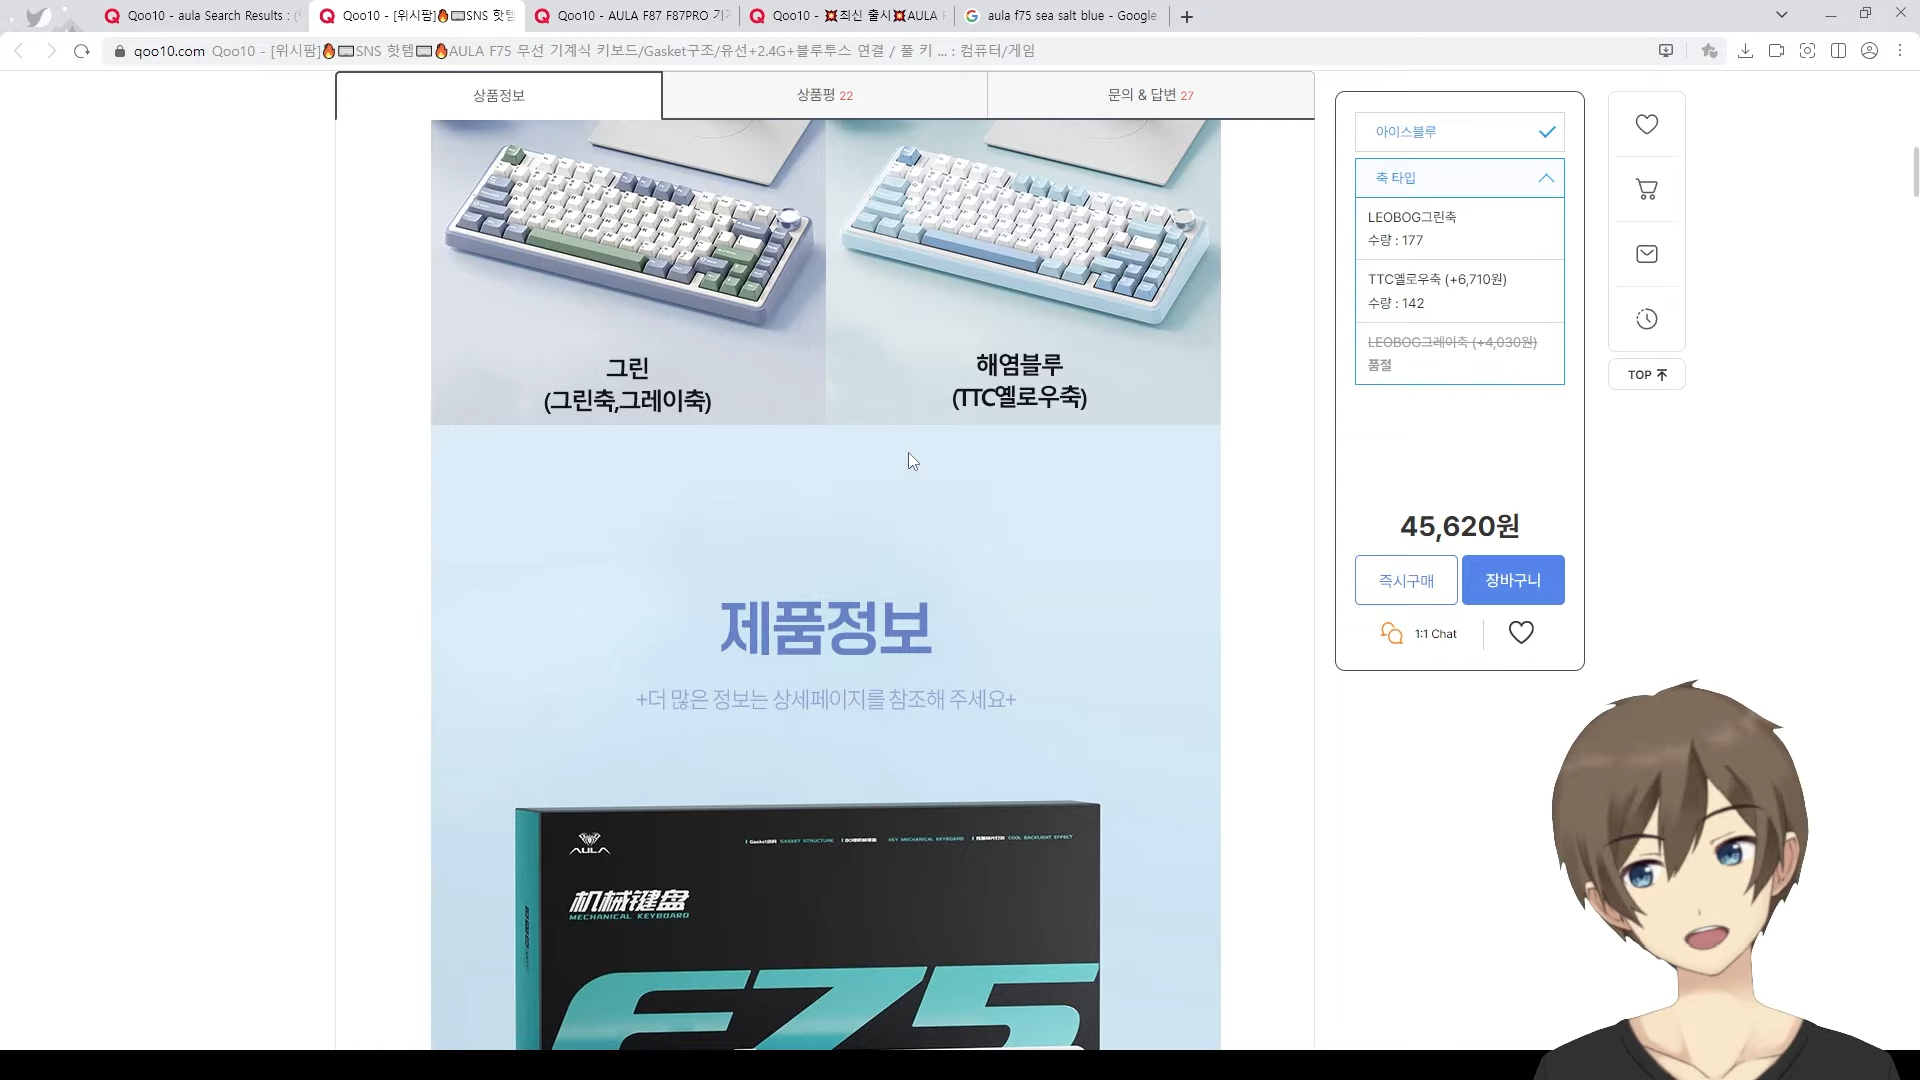 Qoo10 - aula Search Results : (
Qoo10 - [위시팜]🔥⌨SNS 핫템
Qoo10 - AULA F87 F87PRO 기
Qoo10 - 💥최신 출시💥AULA F
aula f75 sea salt blue - Google
qoo10.com Qoo10 - [위시팜]🔥⌨SNS 핫템⌨🔥AULA F75 무선 기계식 키보드/Gasket구조/유선+2.4G+블루투스 연결 / 풀 키 ... : 컴퓨터/게임
상품정보
상품평 22
문의 & 답변 27
그린
(그린축,그레이축)
해염블루
(TTC옐로우축)
제품정보
+더 많은 정보는 상세페이지를 참조해 주세요+
AULA
GASKET STRUCTURE
KEY MECHANICAL KEYBOARD
COOL BACKLIGHT EFFECT
机械键盘
MECHANICAL KEYBOARD
F75
아이스블루
축 타입
LEOBOG그린축
수량 : 177
TTC옐로우축 (+6,710원)
수량 : 142
LEOBOG그레이축 (+4,030원)
품절
45,620원
즉시구매
장바구니
1:1 Chat
TOP